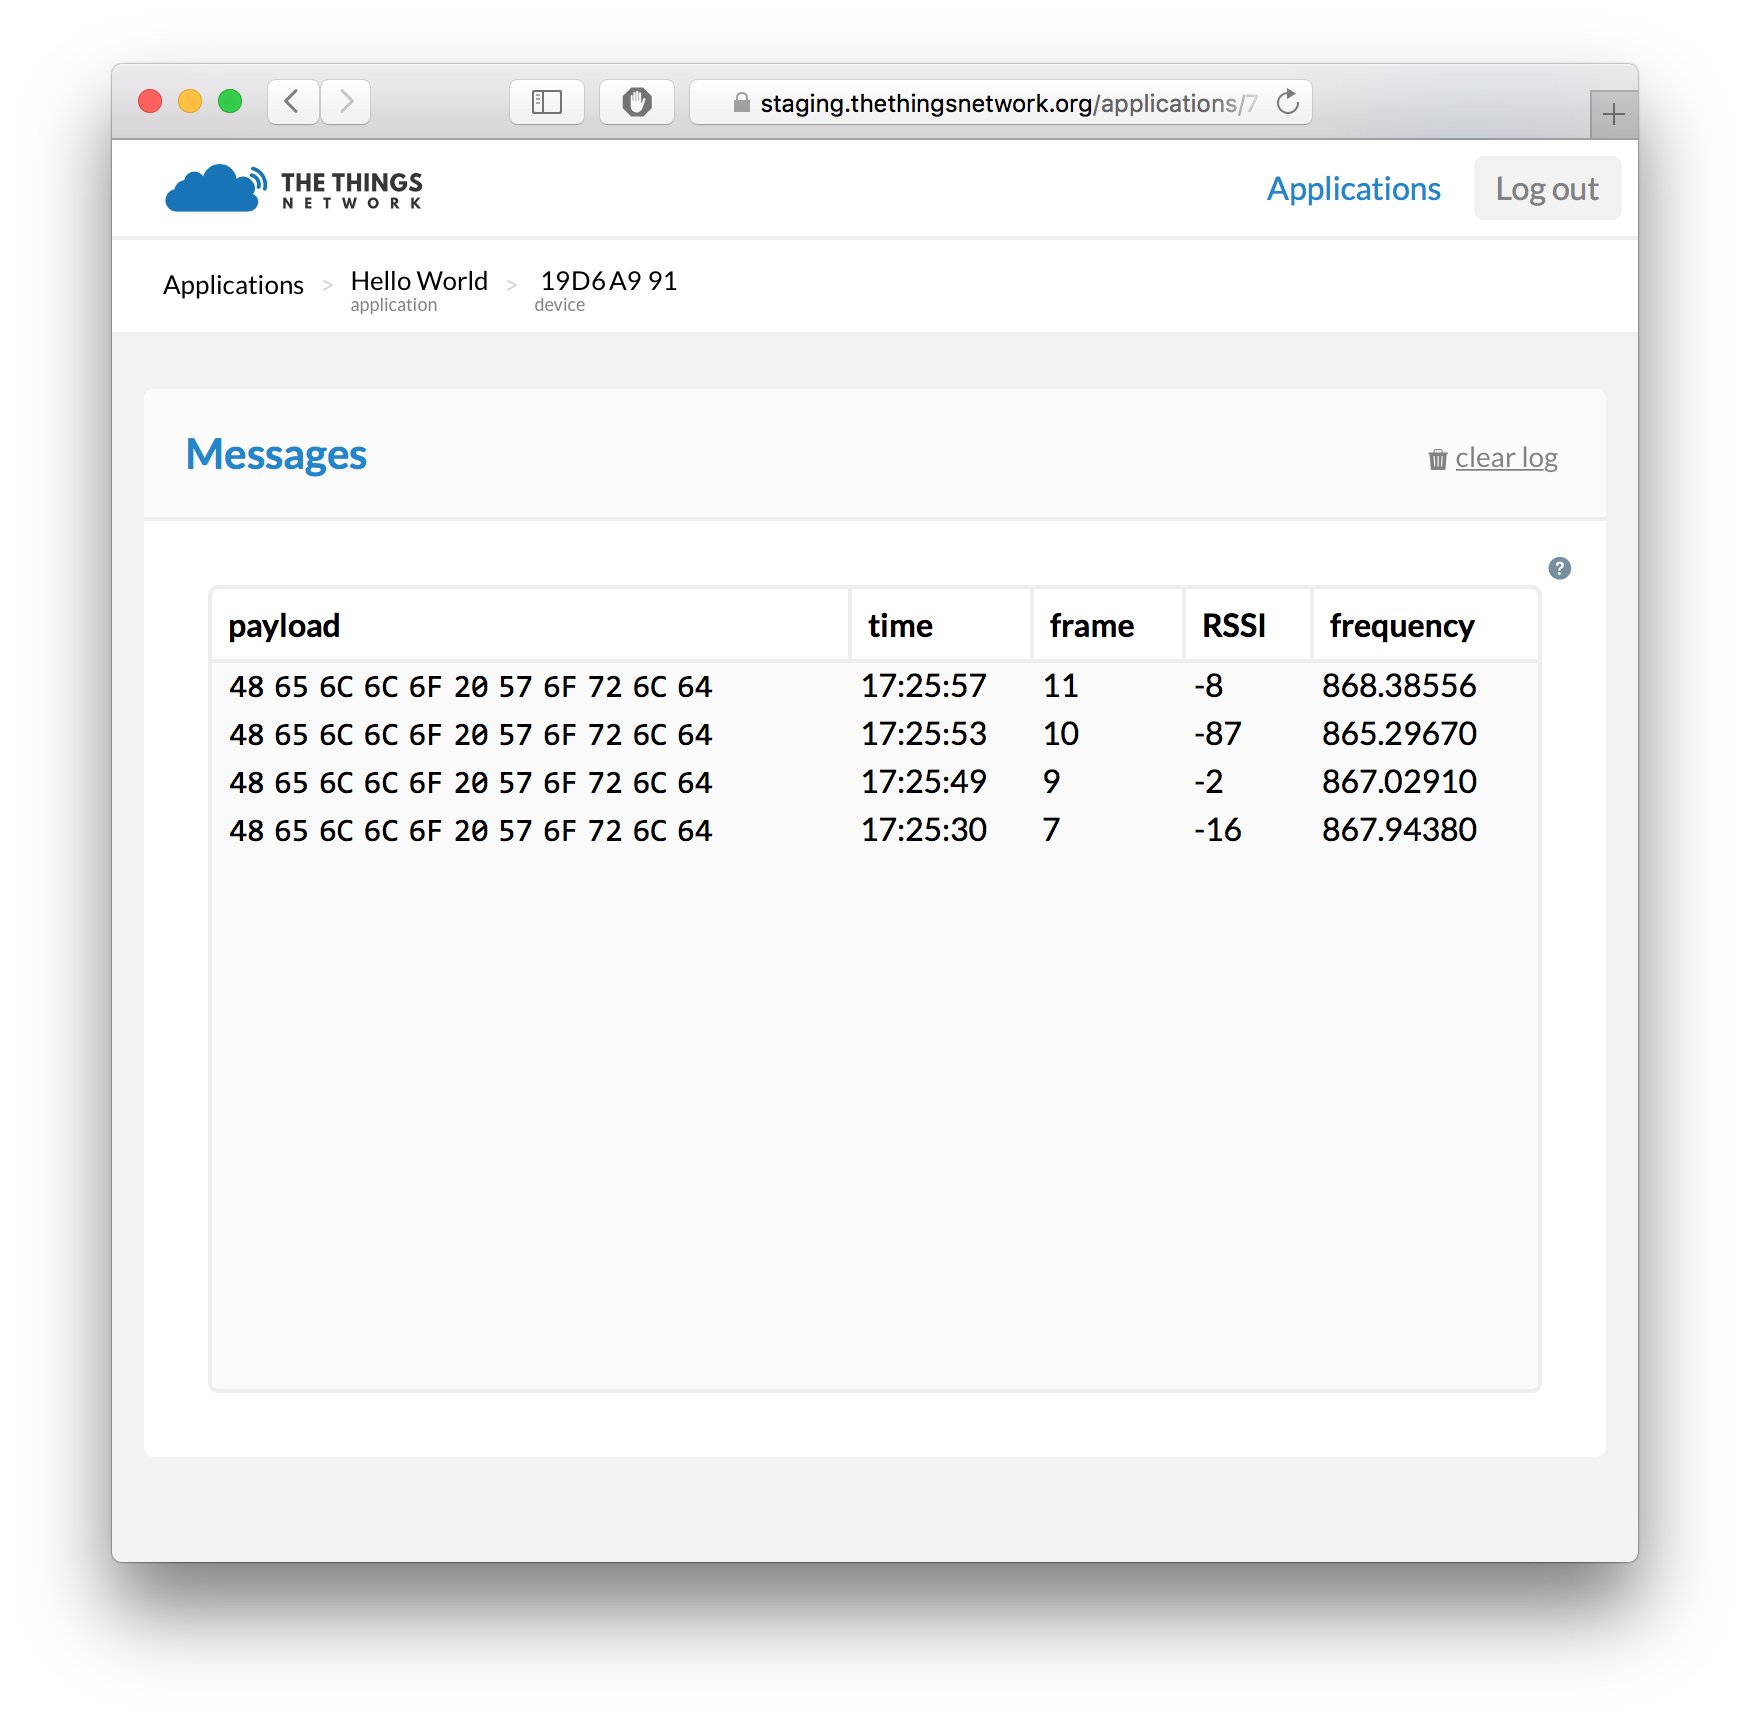 staging.thethingsnetwork.org/applications/7
THE THINGS
NETWORK
Applications
Log out
Applications > Hello World > 19D6A9 91
application device
Messages
clear log
?
payload time frame RSSI frequency
48 65 6C 6C 6F 20 57 6F 72 6C 64 17:25:57 11 -8 868.38556
48 65 6C 6C 6F 20 57 6F 72 6C 64 17:25:53 10 -87 865.29670
48 65 6C 6C 6F 20 57 6F 72 6C 64 17:25:49 9 -2 867.02910
48 65 6C 6C 6F 20 57 6F 72 6C 64 17:25:30 7 -16 867.94380